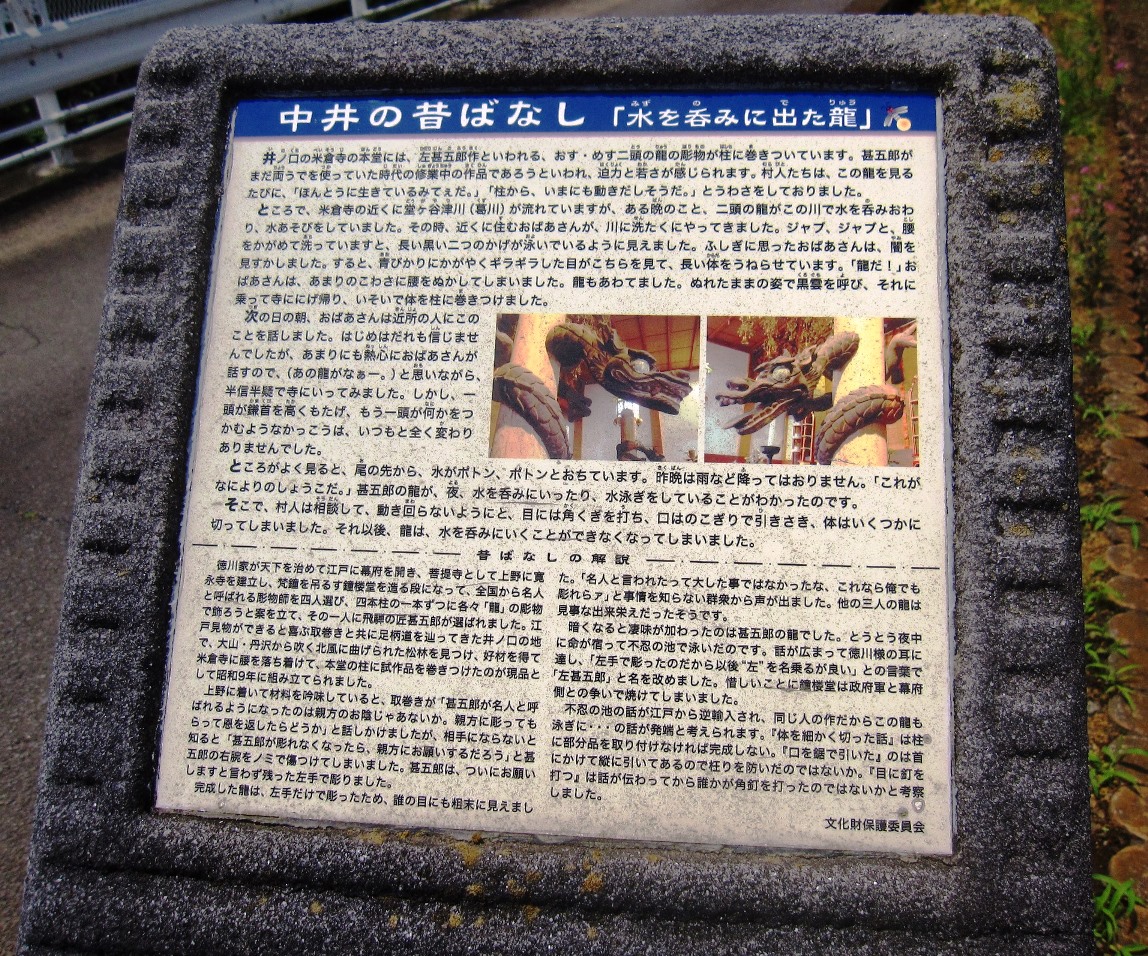 中井の昔ばなし 「水を呑みに出た龍」
井ノ口の米倉寺の本堂には、左甚五郎作といわれる、おす・めす二頭の龍の彫物が柱に巻きついています。甚五郎が
まだ両うでを使っていた時代の修業中の作品であろうといわれ、迫力と若さが感じられます。村人たちは、この龍を見る
たびに、「ほんとうに生きているみてぇだ。」「柱から、いまにも動きだしそうだ。」とうわさをしておりました。
ところで、米倉寺の近くに堂ヶ谷津川（葛川）が流れていますが、ある晩のこと、二頭の龍がこの川で水を呑みおわ
り、水あそびをしていました。その時、近くに住むおばあさんが、川に洗たくにやってきました。ジャブ、ジャブと、腰
をかがめて洗っていますと、長い黒い二つのかげが泳いでいるように見えました。ふしぎに思ったおばあさんは、闇を
見すかしました。すると、青びかりにかがやくギラギラした目がこちらを見て、長い体をうねらせています。「龍だ！」お
ばあさんは、あまりのこわさに腰をぬかしてしまいました。龍もあわてました。ぬれたままの姿で黒雲を呼び、それに
乗って寺ににげ帰り、いそいで体を柱に巻きつけました。
次の日の朝、おばあさんは近所の人にこの
ことを話しました。はじめはだれも信じませ
んでしたが、あまりにも熱心におばあさんが
話すので、（あの龍がなぁー。）と思いながら、
半信半疑で寺にいってみました。しかし、一
頭が鎌首を高くもたげ、もう一頭が何かをつ
かむようなかっこうは、いつもと全く変わり
ありませんでした。
ところがよく見ると、尾の先から、水がポトン、ポトンとおちています。昨晩は雨など降ってはおりません。「これが
なによりのしょうこだ。」甚五郎の龍が、夜、水を呑みにいったり、水泳ぎをしていることがわかったのです。
そこで、村人は相談して、動き回らないようにと、目には角くぎを打ち、口はのこぎりで引きさき、体はいくつかに
切ってしまいました。それ以後、龍は、水を呑みにいくことができなくなってしまいました。
昔ばなしの解説
徳川家が天下を治めて江戸に幕府を開き、菩提寺として上野に寛
永寺を建立し、梵鐘を吊るす鐘楼堂を造る段になって、全国から名人
と呼ばれる彫物師を四人選び、四本柱の一本ずつに各々「龍」の彫物
で飾ろうと案を立て、その一人に飛騨の匠甚五郎が選ばれました。江
戸見物ができると喜ぶ取巻きと共に足柄道を辿ってきた井ノ口の地
で、大山・丹沢から吹く北風に曲げられた松林を見つけ、好材を得て
米倉寺に腰を落ち着けて、本堂の柱に試作品を巻きつけたのが現品と
して昭和9年に組み立てられました。
上野に着いて材料を吟味していると、取巻きが「甚五郎が名人と呼
ばれるようになったのは親方のお陰じゃあないか。親方に彫っても
らって恩を返したらどうか」と話しかけましたが、相手にならないと
知ると「甚五郎が彫れなくなったら、親方にお願いするだろう」と甚
五郎の右腕をノミで傷つけてしまいました。甚五郎は、ついにお願い
しますと言わず残った左手で彫りました。
完成した龍は、左手だけで彫ったため、誰の目にも粗末に見えまし
た。「名人と言われたって大した事ではなかったな、これなら俺でも
彫れらァ」と事情を知らない群衆から声が出ました。他の三人の龍は
見事な出来栄えだったそうです。
暗くなると凄味が加わったのは甚五郎の龍でした。とうとう夜中
に命が宿って不忍の池で泳いだのです。話が広まって徳川様の耳に
達し、「左手で彫ったのだから以後“左”を名乗るが良い」との言葉で
「左甚五郎」と名を改めました。惜しいことに鐘楼堂は政府軍と幕府
側との争いで焼けてしまいました。
不忍の池の話が江戸から逆輸入され、同じ人の作だからこの龍も
泳ぎに・・・の話が発端と考えられます。『体を細かく切った話』は柱
に部分品を取り付けなければ完成しない。『口を鋸で引いた』のは首
にかけて縦に引いてあるので枉りを防いだのではないか。『目に釘を
打つ』は話が伝わってから誰かが角釘を打ったのではないかと考察
しました。
文化財保護委員会